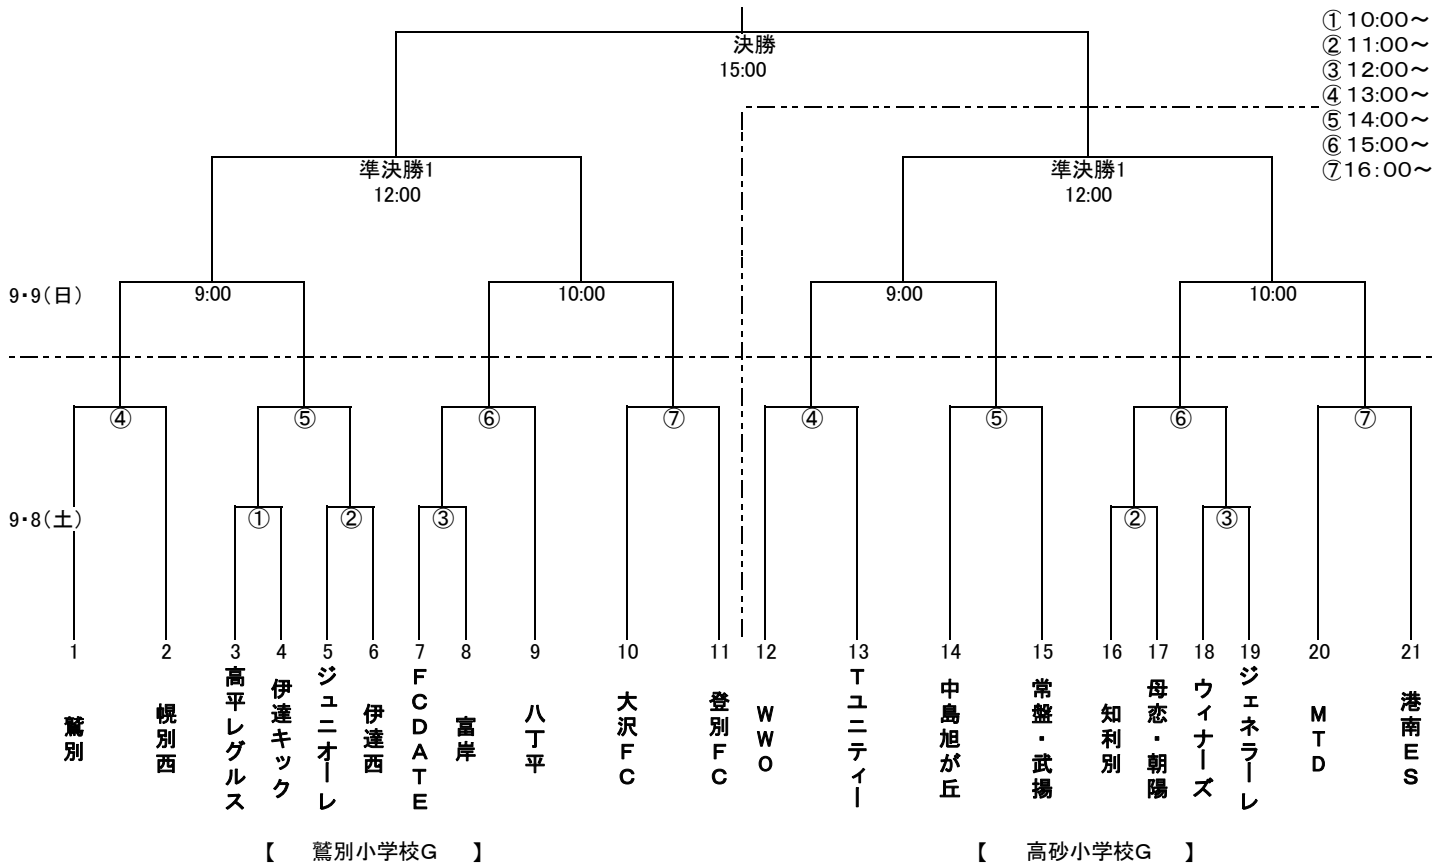 ①10:00～
決勝
②11:00～
15:00
③12:00～
④13:00～
⑤14:00～
⑥15:00～
準決勝1
準決勝1
⑦16:00～
12:00
12:00
9・9(日)
9:00
10:00
9:00
10:00
④
⑤
⑥
⑦
④
⑤
⑥
⑦
9・8(土)
①
②
③
②
③
1
2
3
4
5
6
7
8
9
10
11
12
13
14
15
16
17
18
19
20
21
鷲別
幌別西
高平レグルス
伊達キック
ジュニオーレ
伊達西
FCDATE
富岸
八丁平
大沢FC
登別FC
WWO
Tユニティー
中島旭が丘
常盤・武揚
知利別
母恋・朝陽
ウィナーズ
ジェネラーレ
MTD
港南ES
【 鷲別小学校G 】
【 高砂小学校G 】